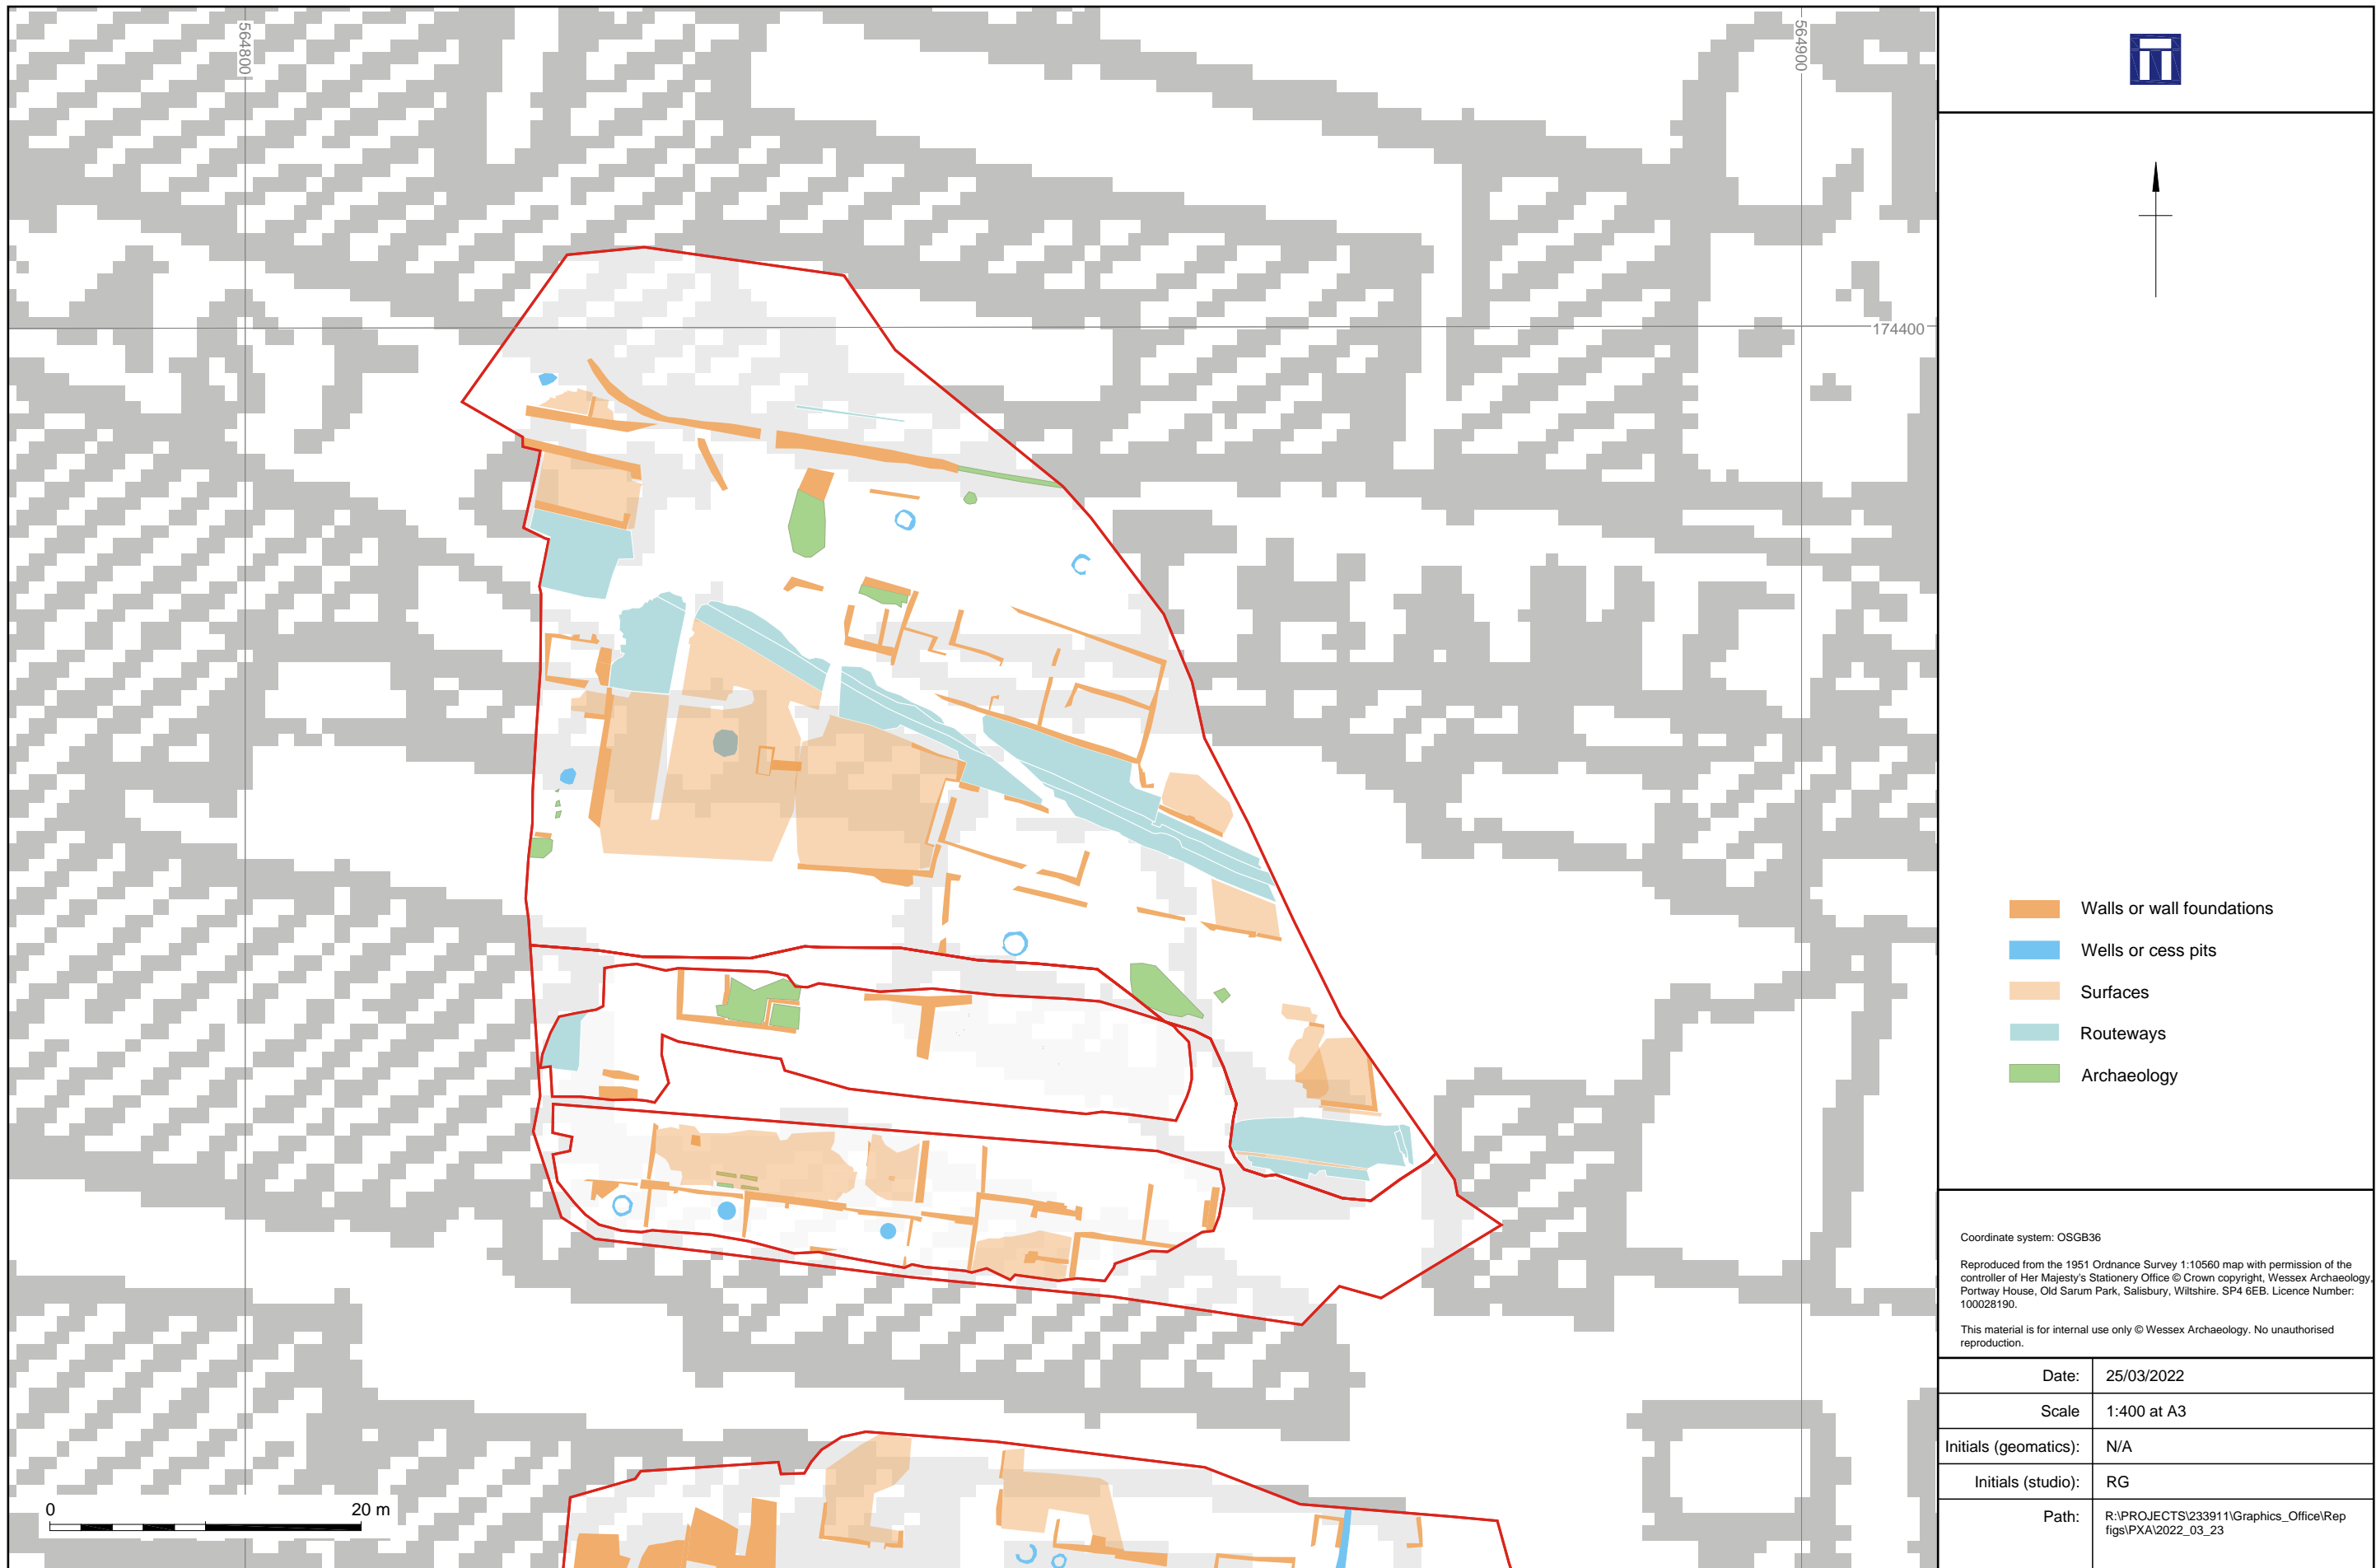 564800
564900
174400
Walls or wall foundations
Wells or cess pits
Surfaces
Routeways
Archaeology
Coordinate system: OSGB36
Reproduced from the 1951 Ordnance Survey 1:10560 map with permission of the
controller of Her Majesty's Stationery Office © Crown copyright, Wessex Archaeology,
Portway House, Old Sarum Park, Salisbury, Wiltshire. SP4 6EB. Licence Number:
100028190.
This material is for internal use only © Wessex Archaeology. No unauthorised
reproduction.
Date: 25/03/2022
Scale 1:400 at A3
Initials (geomatics): N/A
Initials (studio): RG
Path: R:\PROJECTS\233911\Graphics_Office\Rep
figs\PXA\2022_03_23
0 20 m